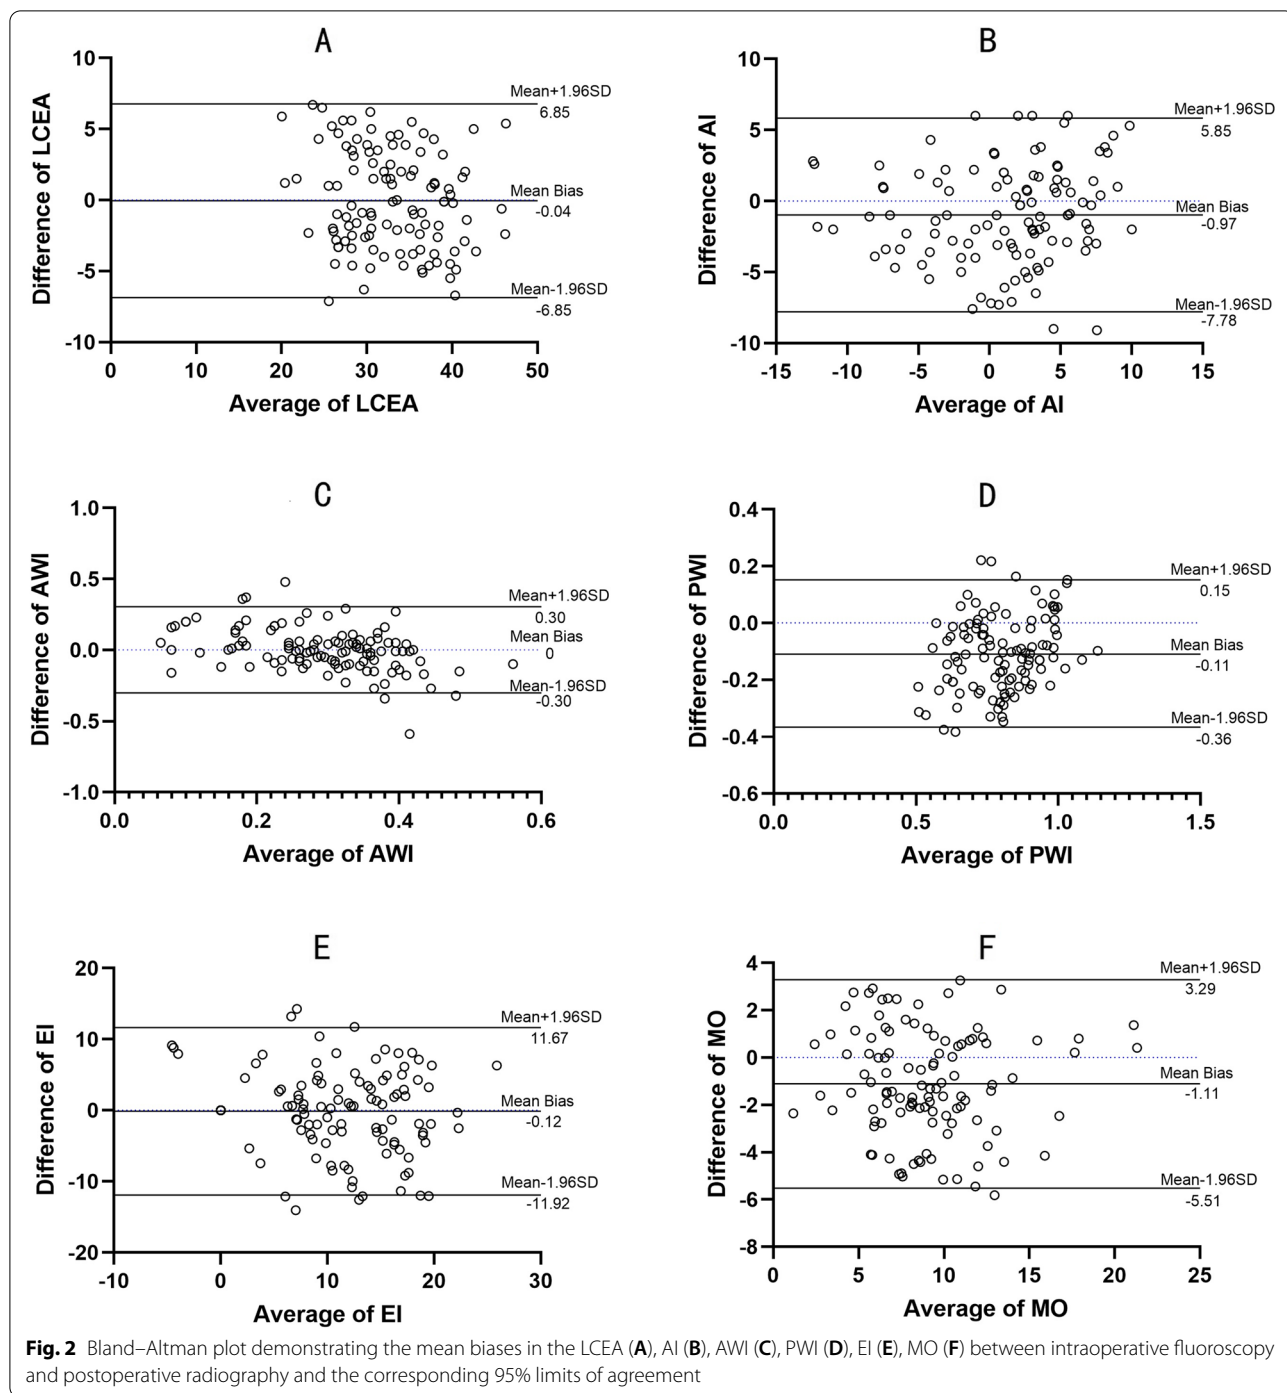 A
10
5
0
-5
-10
0 10 20 30 40 50
Difference of LCEA
Average of LCEA
Mean+1.96SD
6.85
Mean Bias
-0.04
Mean-1.96SD
-6.85
B
10
5
0
-5
-10
-15 -10 -5 0 5 10 15
Difference of AI
Average of AI
Mean+1.96SD
5.85
Mean Bias
-0.97
Mean-1.96SD
-7.78
C
1.0
0.5
0.0
-0.5
-1.0
0.0 0.2 0.4 0.6
Difference of AWI
Average of AWI
Mean+1.96SD
0.30
Mean Bias
0
Mean-1.96SD
-0.30
D
0.4
0.2
0.0
-0.2
-0.4
-0.6
0.0 0.5 1.0 1.5
Difference of PWI
Average of PWI
Mean+1.96SD
0.15
Mean Bias
-0.11
Mean-1.96SD
-0.36
E
20
10
0
-10
-20
-10 0 10 20 30
Difference of EI
Average of EI
Mean+1.96SD
11.67
Mean Bias
-0.12
Mean-1.96SD
-11.92
F
4
2
0
-2
-4
-6
-8
0 5 10 15 20 25
Difference of MO
Average of MO
Mean+1.96SD
3.29
Mean Bias
-1.11
Mean-1.96SD
-5.51
Fig. 2 Bland–Altman plot demonstrating the mean biases in the LCEA (A), AI (B), AWI (C), PWI (D), EI (E), MO (F) between intraoperative fluoroscopy
and postoperative radiography and the corresponding 95% limits of agreement